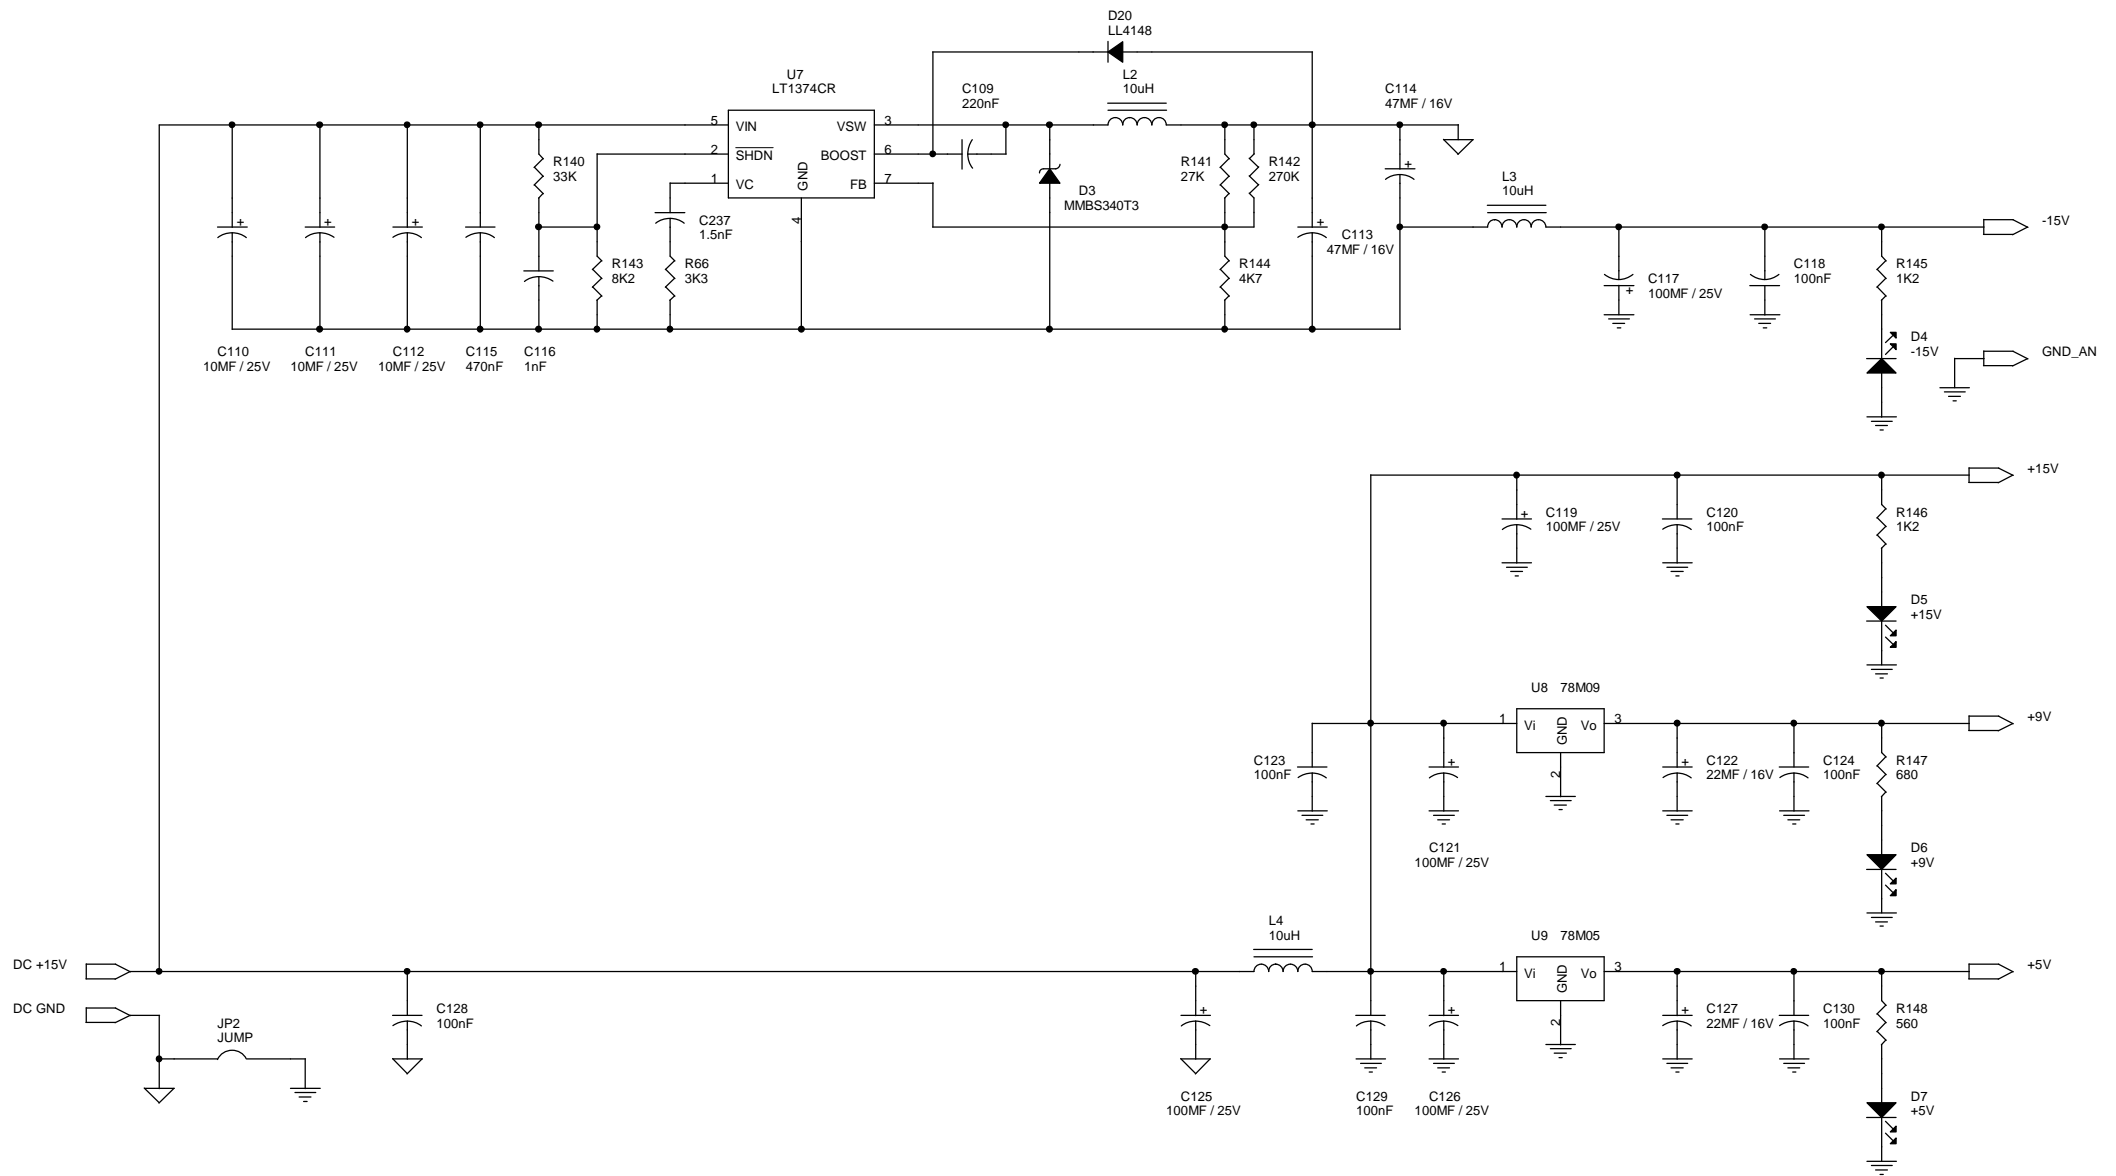 D20
LL4148
U7
LT1374CR
C109
220nF
L2
10uH
C114
47MF / 16V
5
VIN
VSW
3
2
SHDN
BOOST
6
1
VC
GND
FB
7
4
R140
33K
R141
27K
R142
270K
D3
MMBS340T3
L3
10uH
C237
1.5nF
-15V
C113
47MF / 16V
R143
8K2
R66
3K3
R144
4K7
C117
100MF / 25V
C118
100nF
R145
1K2
D4
-15V
GND_AN
C110
10MF / 25V
C111
10MF / 25V
C112
10MF / 25V
C115
470nF
C116
1nF
+15V
C119
100MF / 25V
C120
100nF
R146
1K2
D5
+15V
U8 78M09
1
Vi
GND
Vo
3
2
+9V
C123
100nF
C122
22MF / 16V
C124
100nF
R147
680
C121
100MF / 25V
D6
+9V
L4
10uH
U9 78M05
1
Vi
GND
Vo
3
2
+5V
DC +15V
DC GND
JP2
JUMP
C128
100nF
C127
22MF / 16V
C130
100nF
R148
560
C125
100MF / 25V
C129
100nF
C126
100MF / 25V
D7
+5V